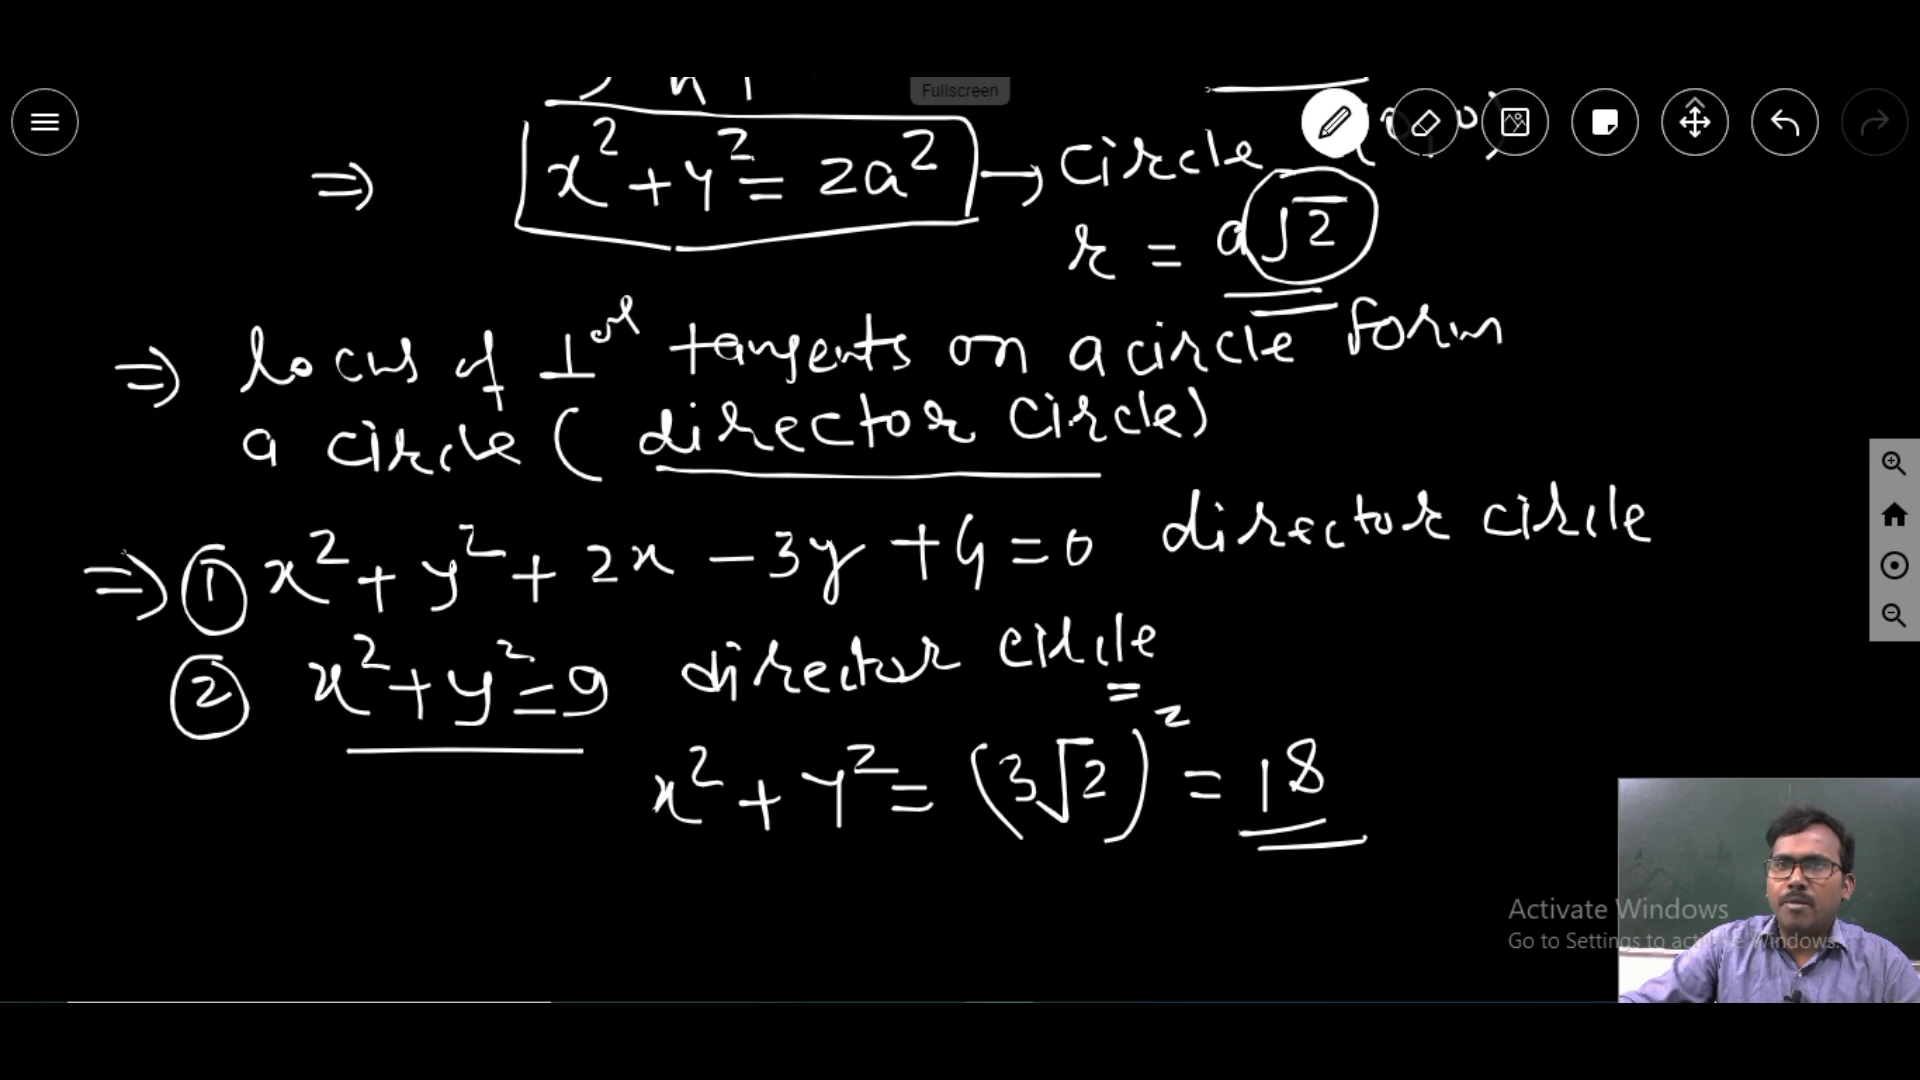 Fullscreen
⇒ x² + y² = 2a² → circle
r = a√2
⇒ locus of ⊥er tangents on a circle form
a circle ( director circle)
⇒ ① x² + y² + 2x - 3y + 4 = 0 director circle
② x² + y² = 9 director circle
x² + y² = (3√2)² = 18
Activate Windows
Go to Settings to activate Windows.